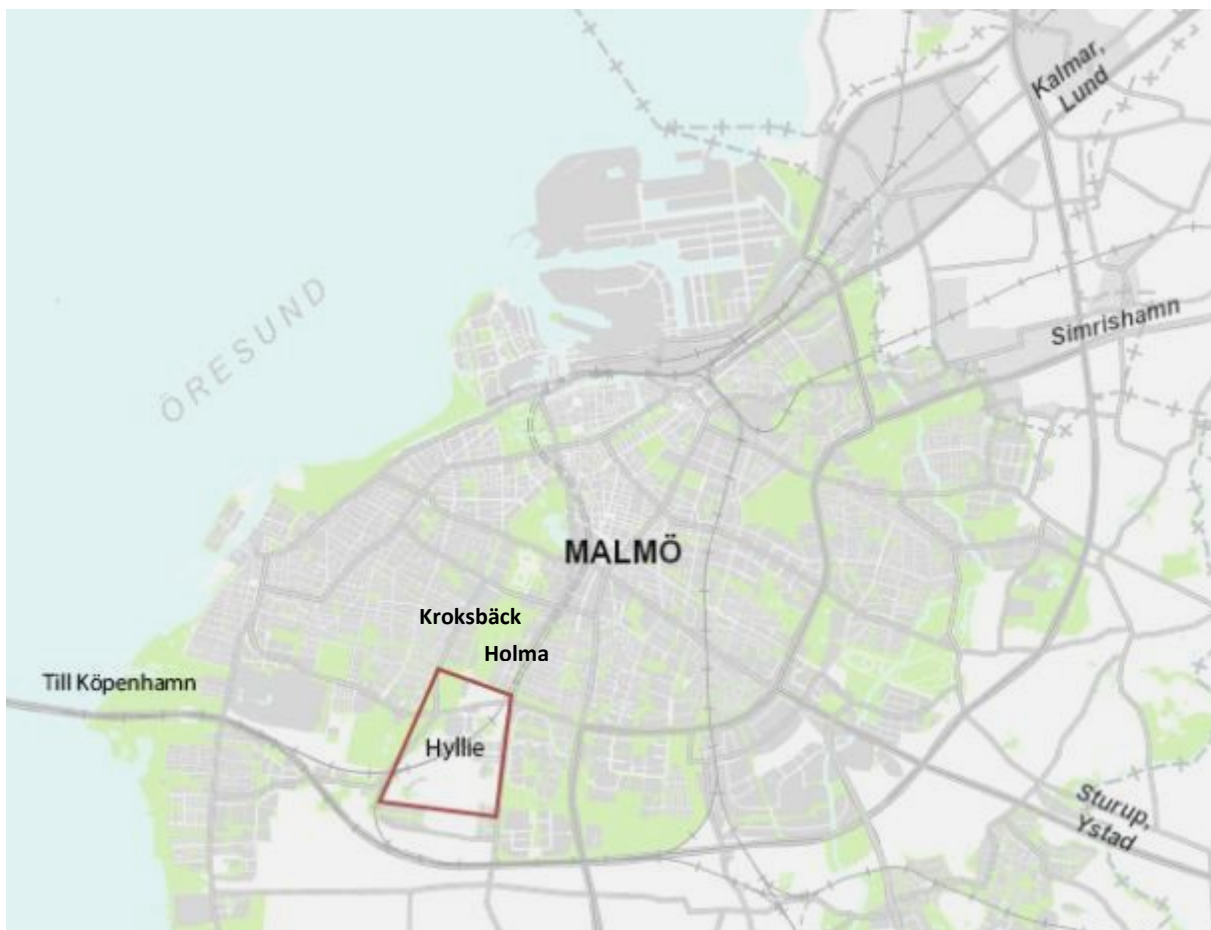 Kalmar,
Lund
Simrishamn
ÖRESUND
MALMÖ
Kroksbäck
Holma
Till Köpenhamn
Hyllie
Sturup,
Ystad